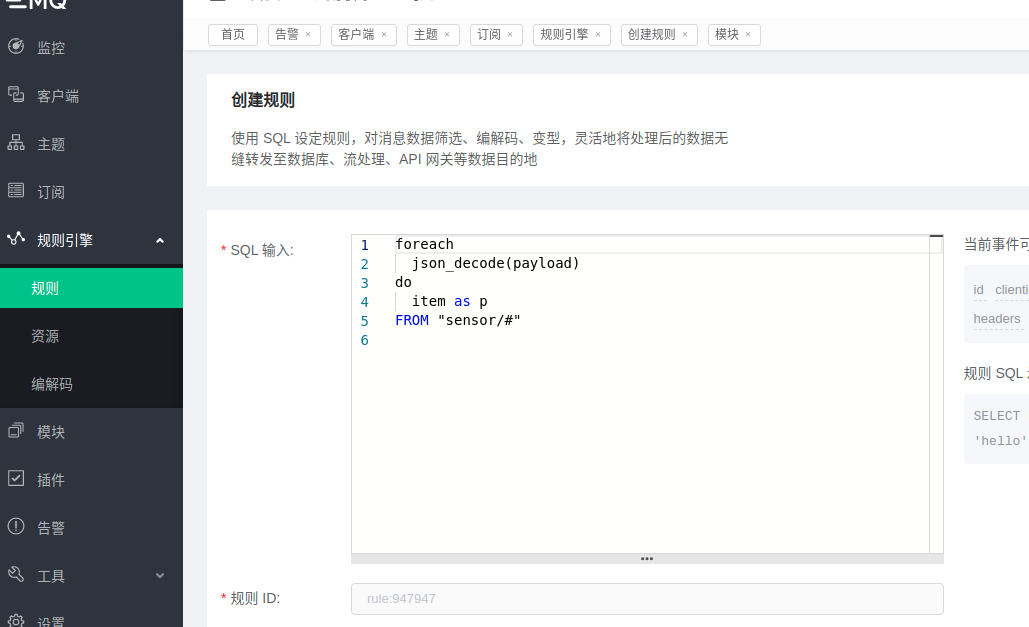 EMQ
首页 告警 × 客户端 × 主题 × 订阅 × 规则引擎 × 创建规则 × 模块 ×
监控
客户端
主题
订阅
规则引擎
规则
资源
编解码
模块
插件
告警
工具
设置
创建规则
使用 SQL 设定规则，对消息数据筛选、编解码、变型，灵活地将处理后的数据无
缝转发至数据库、流处理、API 网关等数据目的地
* SQL 输入:
1 foreach
2 json_decode(payload)
3 do
4 item as p
5 FROM "sensor/#"
6
当前事件可
id clienti
headers
规则 SQL
SELECT
'hello'
* 规则 ID:
rule:947947